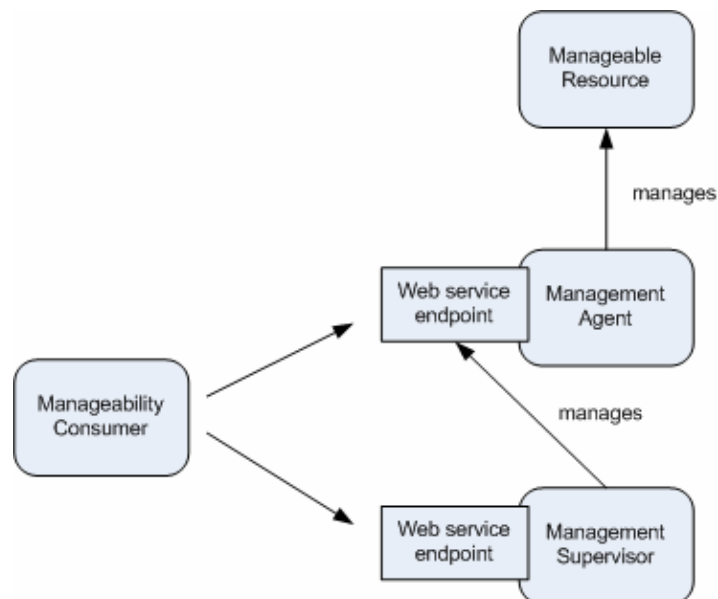 Manageable
Resource
manages
Web service
endpoint
Management
Agent
Manageability
Consumer
manages
Web service
endpoint
Management
Supervisor